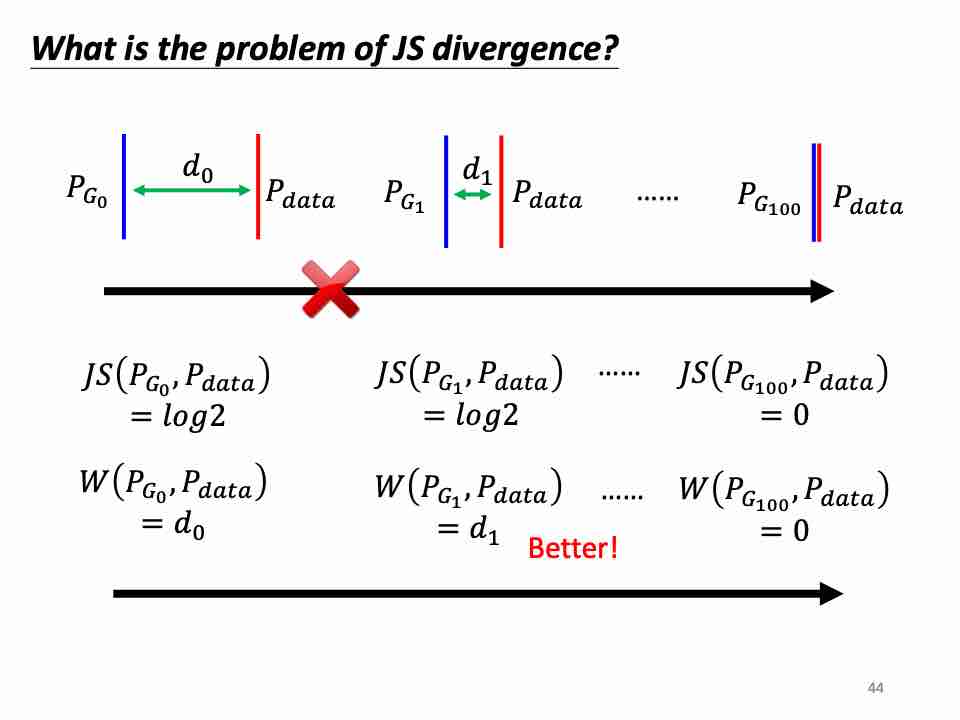 What is the problem of JS divergence?
P_{G_0} d_0 P_{data} P_{G_1} d_1 P_{data} …… P_{G_{100}} P_{data}
JS(P_{G_0}, P_{data}) JS(P_{G_1}, P_{data}) …… JS(P_{G_{100}}, P_{data})
= log2 = log2 = 0
W(P_{G_0}, P_{data}) W(P_{G_1}, P_{data}) …… W(P_{G_{100}}, P_{data})
= d_0 = d_1 = 0
Better!
44